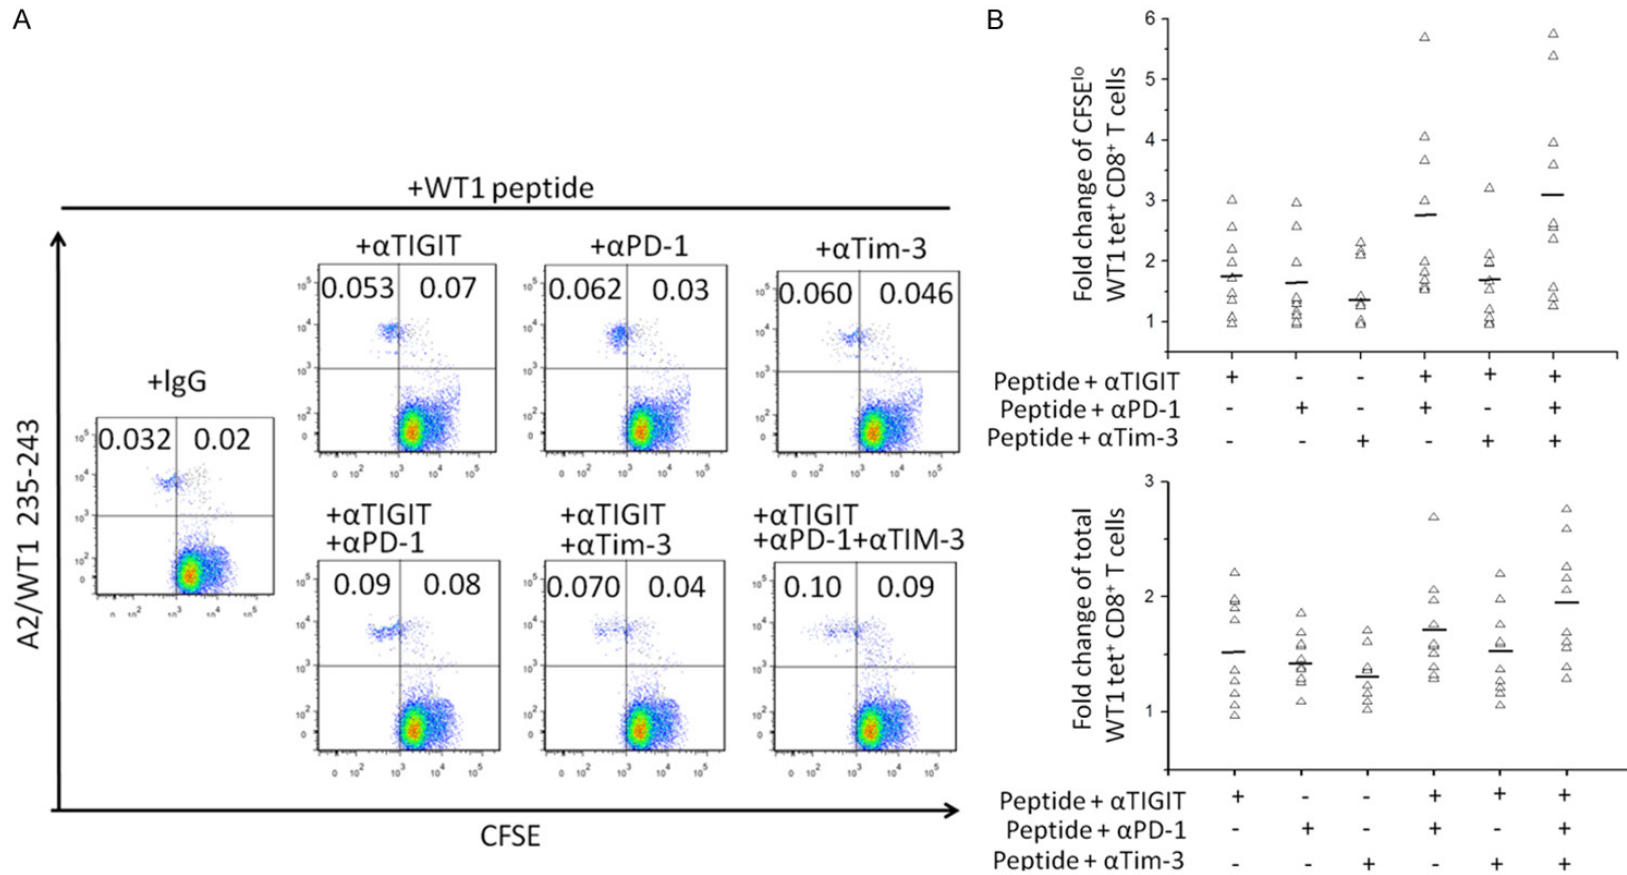 A
+WT1 peptide
+αTIGIT
+αPD-1
+αTim-3
0.053 0.07
0.062 0.03
0.060 0.046
+IgG
0.032 0.02
+αTIGIT
+αPD-1
+αTIGIT
+αTim-3
+αTIGIT
+αPD-1+αTIM-3
0.09 0.08
0.070 0.04
0.10 0.09
A2/WT1 235-243
CFSE
B
Fold change of CFSE^lo
WT1 tet⁺ CD8⁺ T cells
6
5
4
3
2
1
Peptide + αTIGIT + - - + + +
Peptide + αPD-1 - + - + - +
Peptide + αTim-3 - - + - + +
Fold change of total
WT1 tet⁺ CD8⁺ T cells
3
2
1
Peptide + αTIGIT + - - + + +
Peptide + αPD-1 - + - + - +
Peptide + αTim-3 - - + - + +